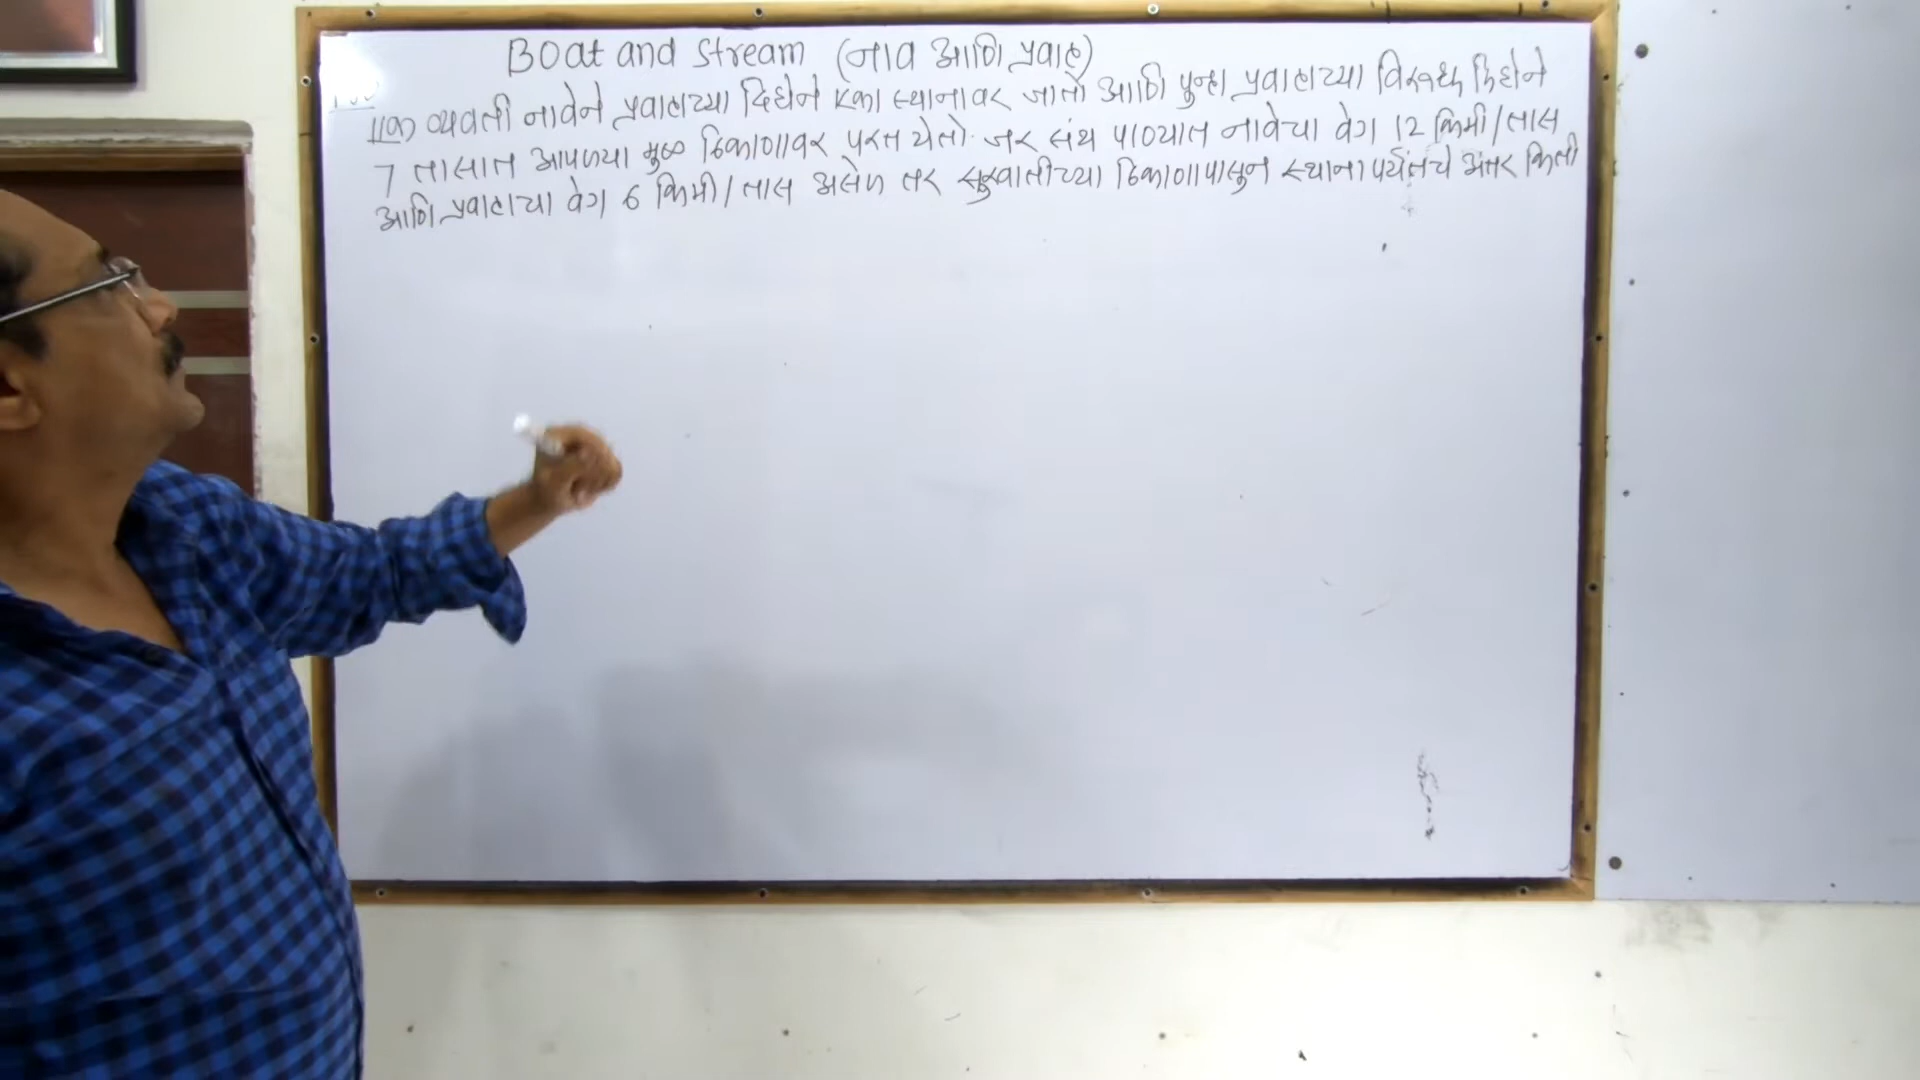 Boat and Stream (नाव आणि प्रवाह)
एक व्यक्ती नावेने प्रवाहाच्या दिशेने एका स्थानावर जातो आणि पुन्हा प्रवाहाच्या विरुध्द दिशेने
7 तासात आपल्या मुळ ठिकाणावर परत येतो. जर संथ पाण्यात नावेचा वेग 12 किमी/तास
आणि प्रवाहाचा वेग 6 किमी/तास असेल तर सुरुवातीच्या ठिकाणापासुन स्थानापर्यंतचे अंतर किती